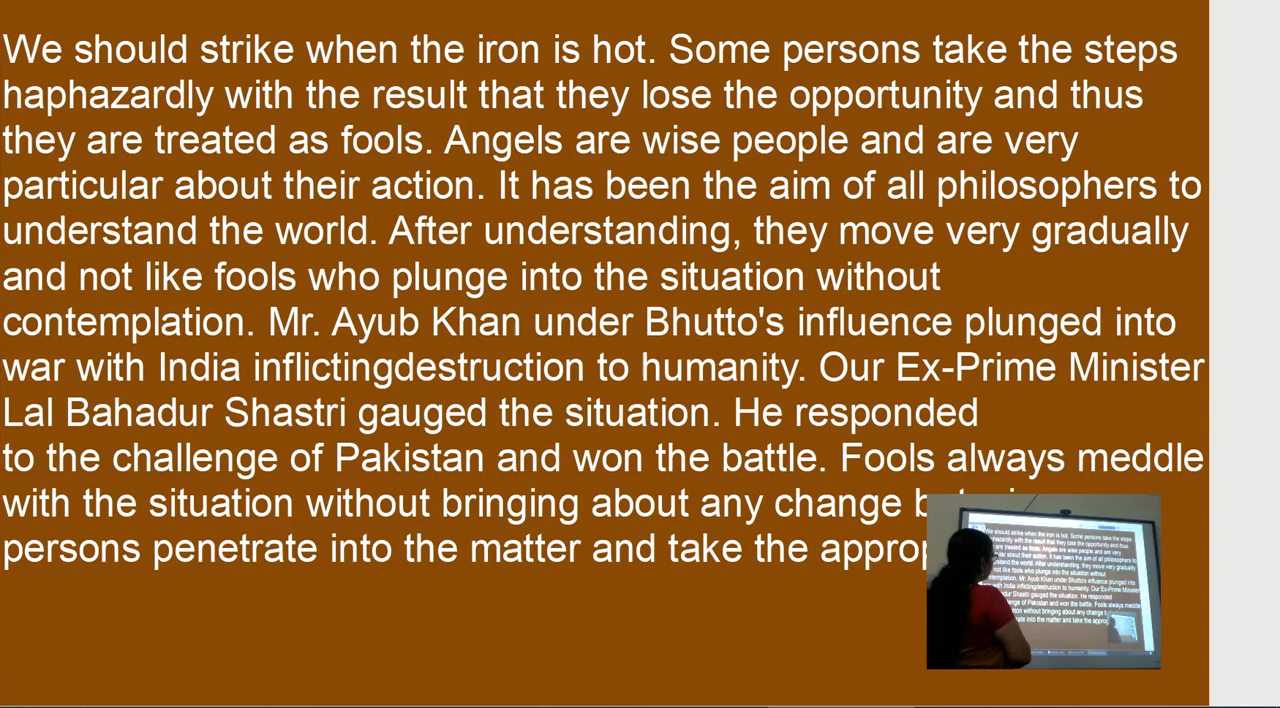 We should strike when the iron is hot. Some persons take the steps
haphazardly with the result that they lose the opportunity and thus
they are treated as fools. Angels are wise people and are very
particular about their action. It has been the aim of all philosophers to
understand the world. After understanding, they move very gradually
and not like fools who plunge into the situation without
contemplation. Mr. Ayub Khan under Bhutto's influence plunged into
war with India inflictingdestruction to humanity. Our Ex-Prime Minister
Lal Bahadur Shastri gauged the situation. He responded
to the challenge of Pakistan and won the battle. Fools always meddle
with the situation without bringing about any change
persons penetrate into the matter and take the